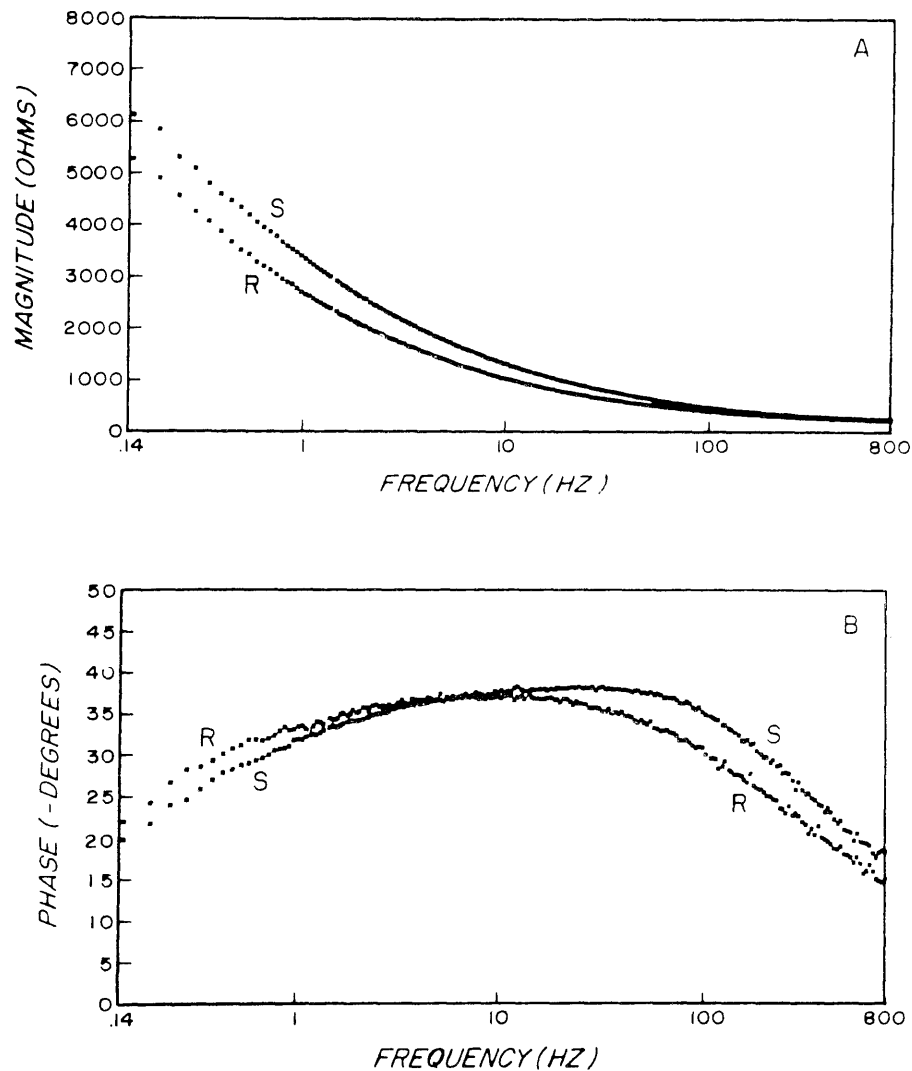 8000
A
7000
6000
5000
4000
3000
2000
1000
0
MAGNITUDE (OHMS)
S
R
.14 1 10 100 800
FREQUENCY (HZ)
50
B
45
40
35
30
25
20
15
10
5
0
PHASE (-DEGREES)
R
S
S
R
.14 1 10 100 800
FREQUENCY (HZ)